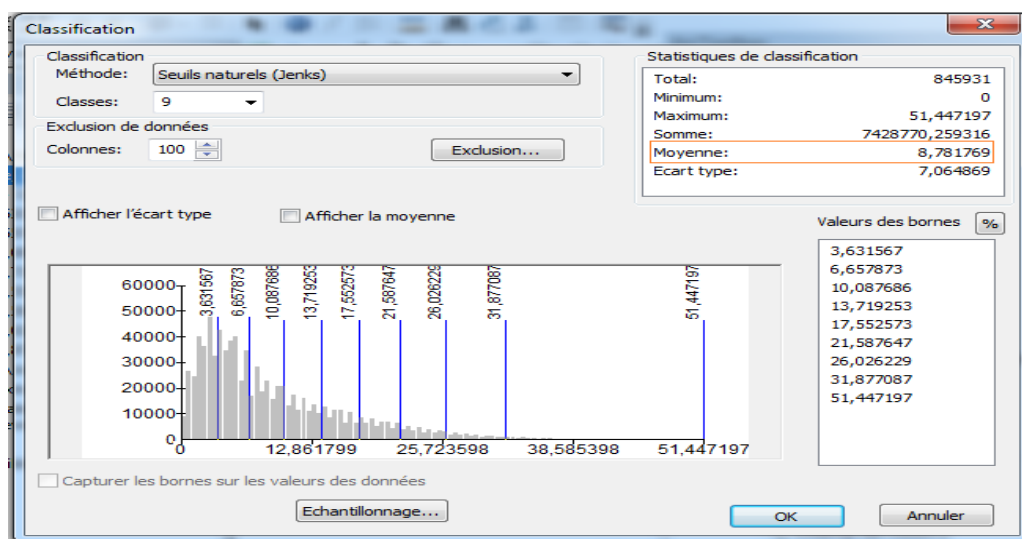 Classification
Classification
Méthode: Seuils naturels (Jenks)
Classes: 9
Exclusion de données
Colonnes: 100 Exclusion...
Statistiques de classification
Total: 845931
Minimum: 0
Maximum: 51,447197
Somme: 7428770,259316
Moyenne: 8,781769
Ecart type: 7,064869
Afficher l'écart type Afficher la moyenne
Valeurs des bornes %
3,631567
6,657873
10,087686
13,719253
17,552573
21,587647
26,026229
31,877087
51,447197
3,631567 6,657873 10,087686 13,719253 17,552573 21,587647 26,026229 31,877087 51,447197
60000
50000
40000
30000
20000
10000
0
0 12,861799 25,723598 38,585398 51,447197
Capturer les bornes sur les valeurs des données
Echantillonnage...
OK Annuler